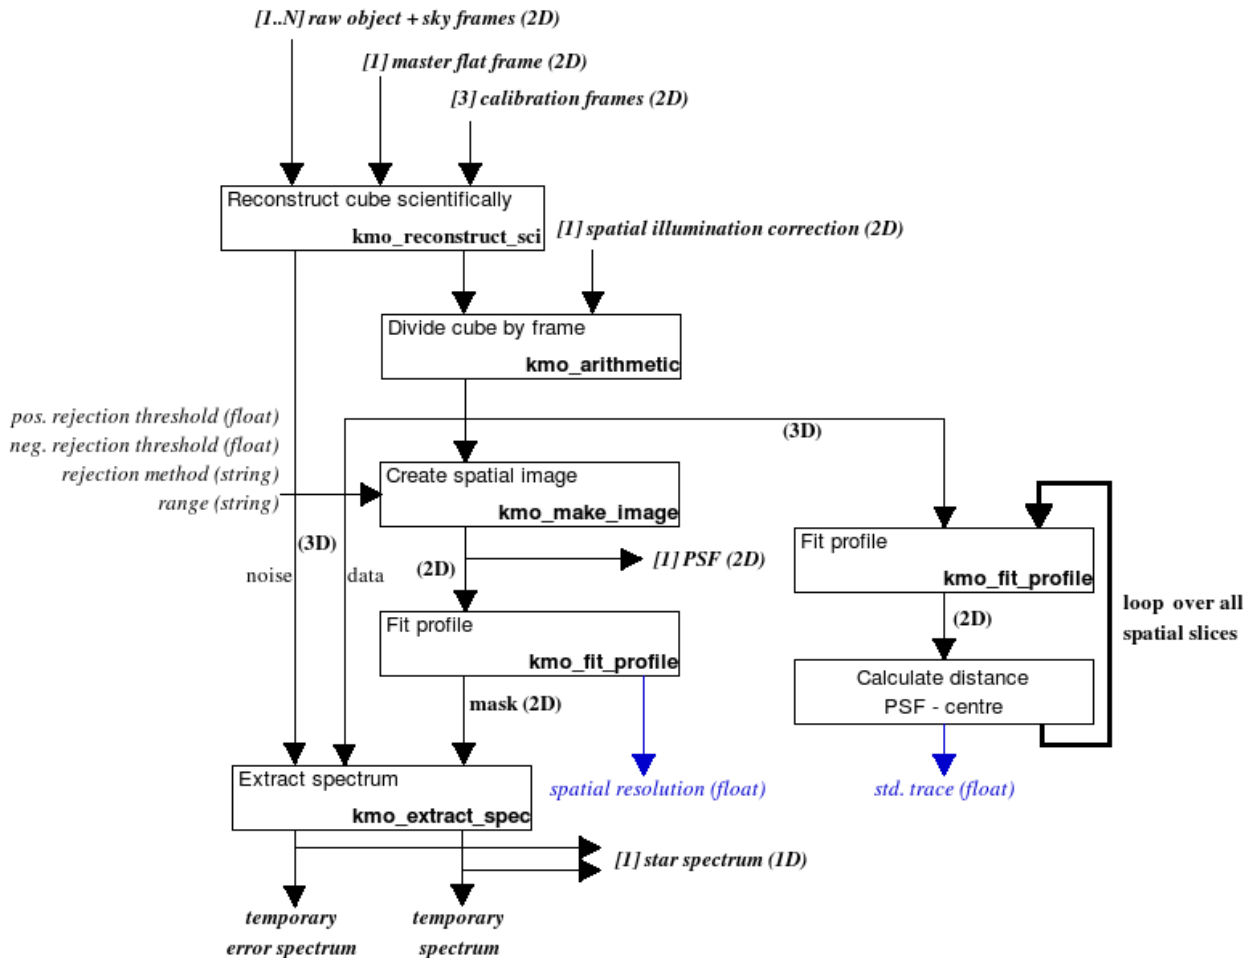 [1..N] raw object + sky frames (2D)
[1] master flat frame (2D)
[3] calibration frames (2D)
Reconstruct cube scientifically
kmo_reconstruct_sci
[1] spatial illumination correction (2D)
Divide cube by frame
kmo_arithmetic
pos. rejection threshold (float)
neg. rejection threshold (float)
rejection method (string)
range (string)
(3D)
Create spatial image
kmo_make_image
(3D)
noise
data
(2D)
[1] PSF (2D)
Fit profile
kmo_fit_profile
(2D)
loop over all
spatial slices
Fit profile
kmo_fit_profile
mask (2D)
Calculate distance
PSF - centre
Extract spectrum
kmo_extract_spec
spatial resolution (float)
std. trace (float)
[1] star spectrum (1D)
temporary
error spectrum
temporary
spectrum